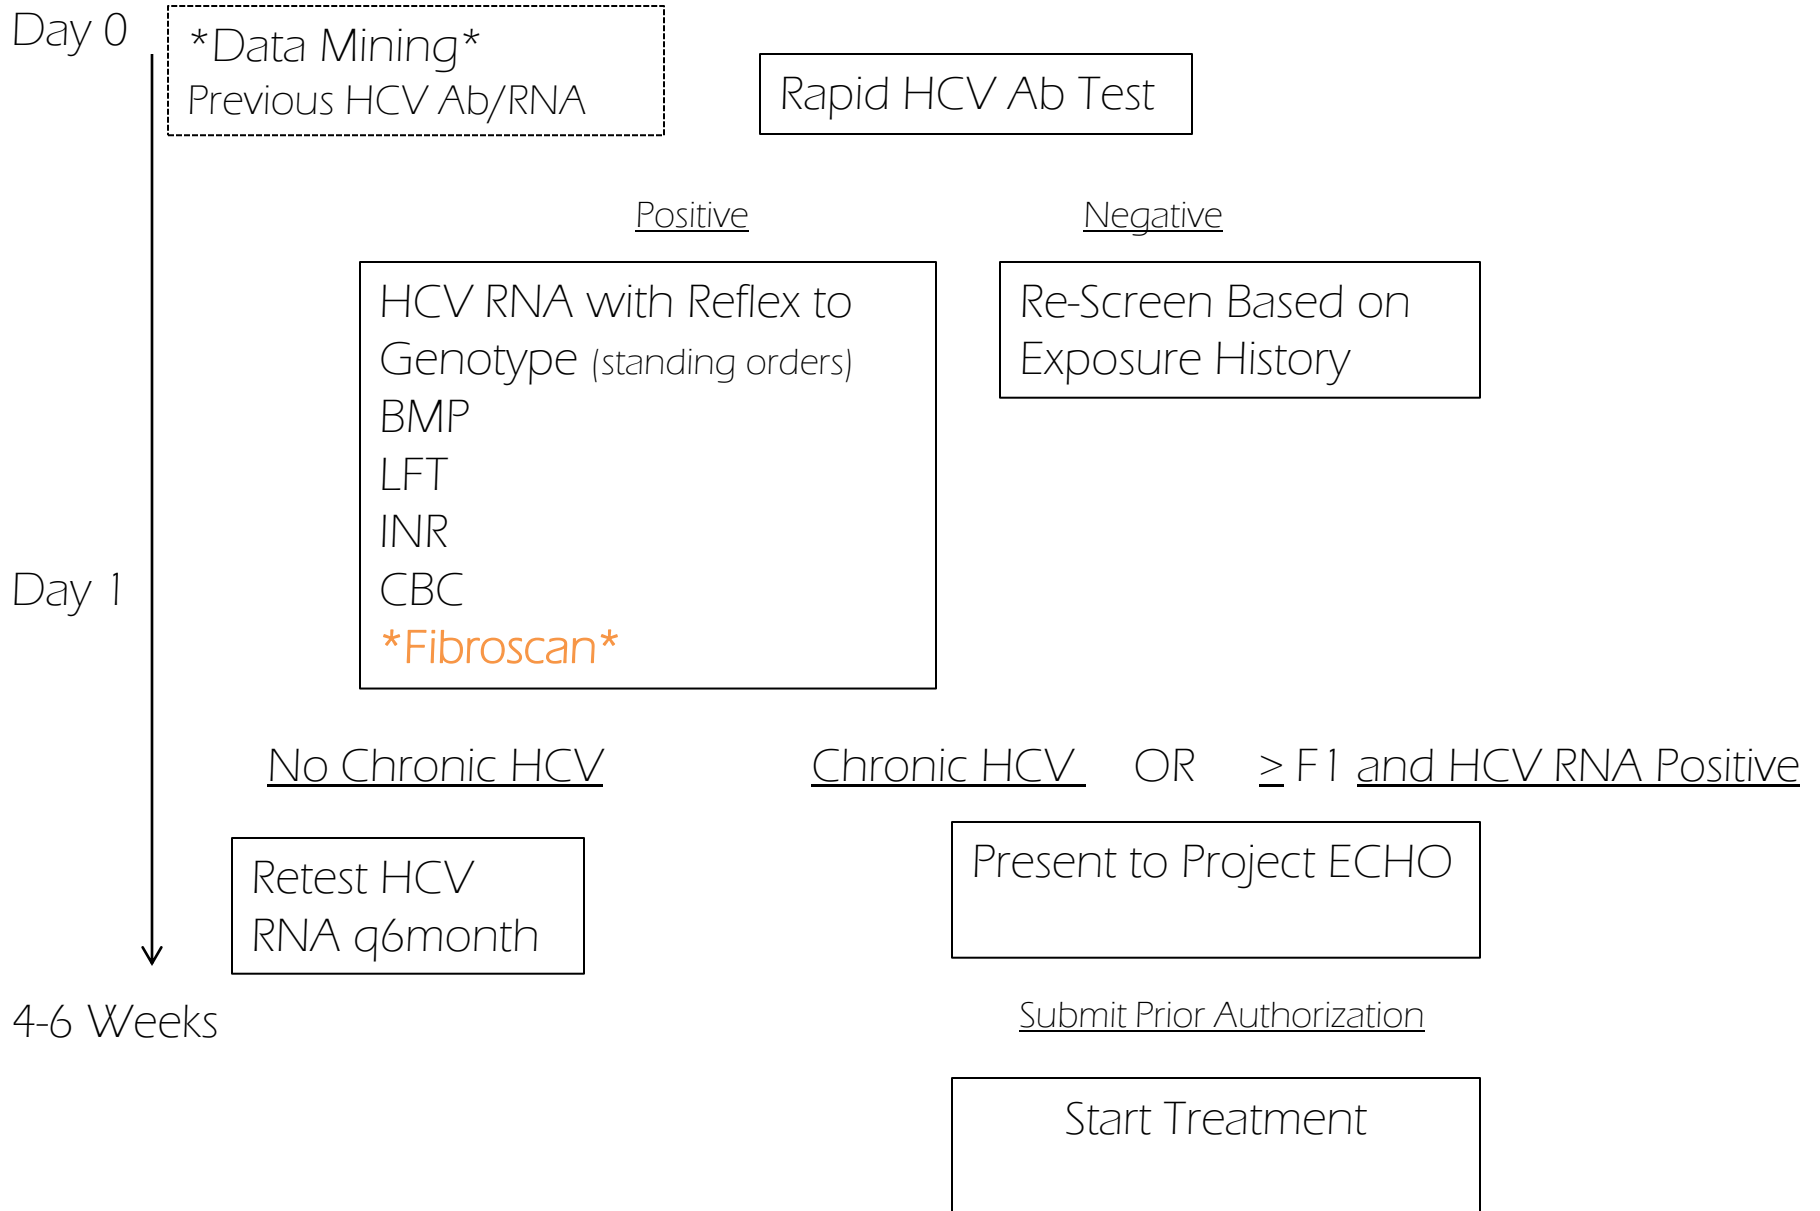 Day 0
*Data Mining*
Previous HCV Ab/RNA
Rapid HCV Ab Test
Positive
Negative
HCV RNA with Reflex to
Genotype (standing orders)
BMP
LFT
INR
CBC
*Fibroscan*
Re-Screen Based on
Exposure History
Day 1
No Chronic HCV
Chronic HCV OR ≥ F1 and HCV RNA Positive
Retest HCV
RNA q6month
Present to Project ECHO
4-6 Weeks
Submit Prior Authorization
Start Treatment